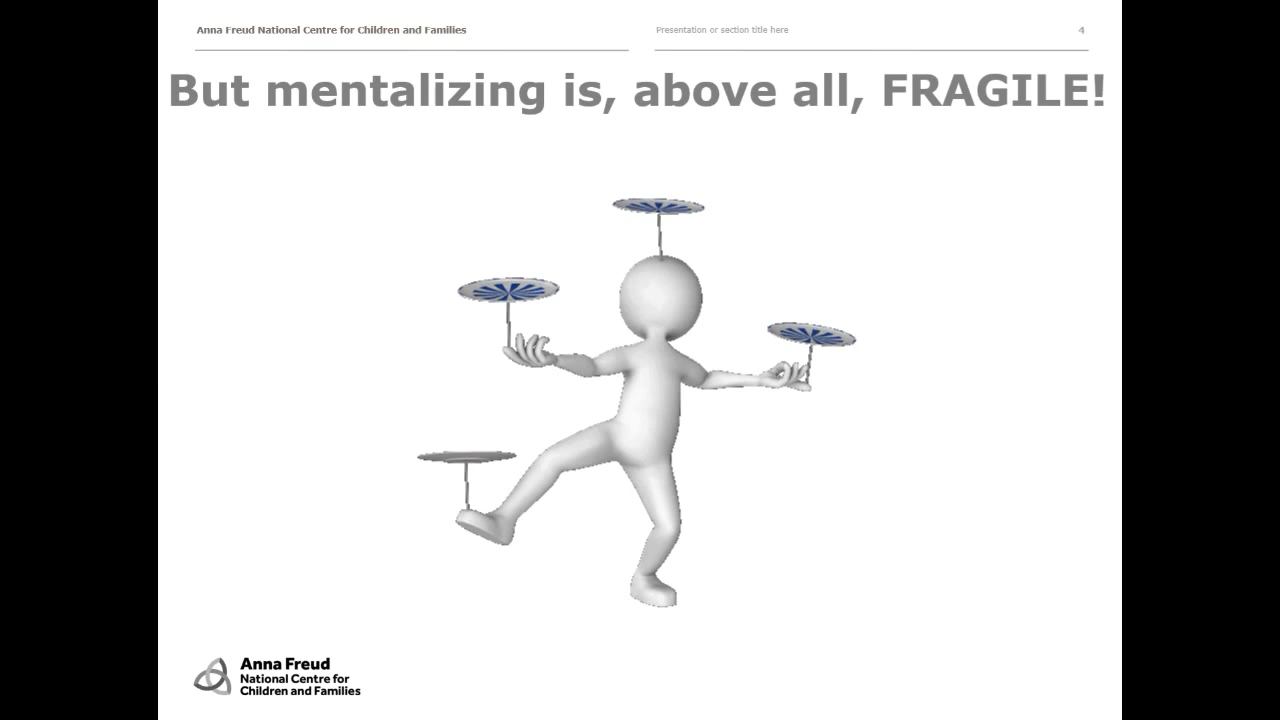 Anna Freud National Centre for Children and Families
Presentation or section title here
4
But mentalizing is, above all, FRAGILE!
Anna Freud
National Centre for
Children and Families